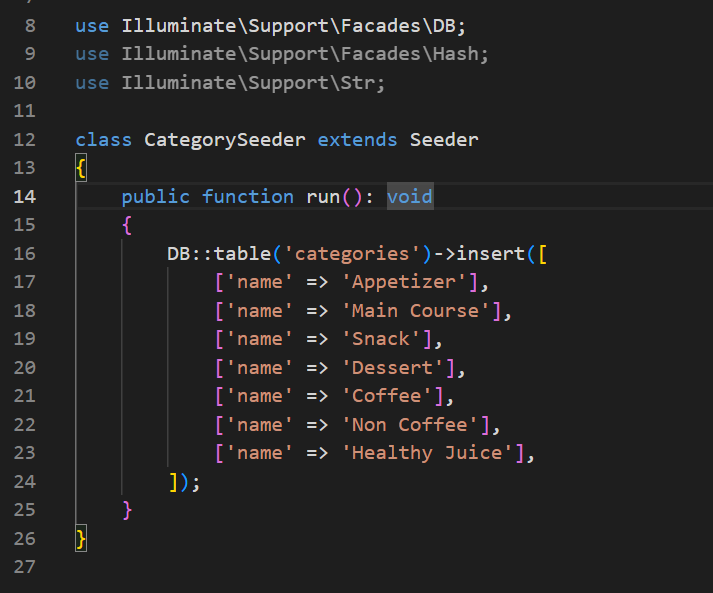 8 use Illuminate\Support\Facades\DB;
9 use Illuminate\Support\Facades\Hash;
10 use Illuminate\Support\Str;
11
12 class CategorySeeder extends Seeder
13 {
14     public function run(): void
15     {
16         DB::table('categories')->insert([
17             ['name' => 'Appetizer'],
18             ['name' => 'Main Course'],
19             ['name' => 'Snack'],
20             ['name' => 'Dessert'],
21             ['name' => 'Coffee'],
22             ['name' => 'Non Coffee'],
23             ['name' => 'Healthy Juice'],
24         ]);
25     }
26 }
27